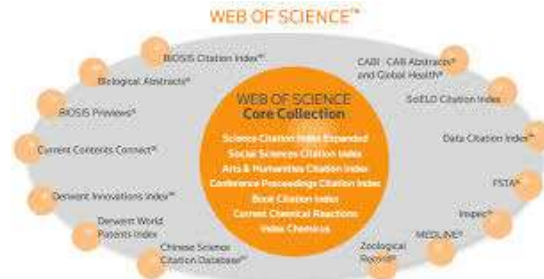 WEB OF SCIENCE™
BIOSIS Citation Index℠
Biological Abstracts®
BIOSIS Previews®
Current Contents Connect®
Derwent Innovations Index℠
Derwent World
Patents Index
Chinese Science
Citation Database℠
WEB OF SCIENCE
Core Collection
Science Citation Index Expanded
Social Sciences Citation Index
Arts & Humanities Citation Index
Conference Proceedings Citation Index
Book Citation Index
Current Chemical Reactions
Index Chemicus
CABI : CAB Abstracts®
and Global Health®
SciELO Citation Index
Data Citation Index℠
FSTA®
Inspec®
MEDLINE®
Zoological
Record®